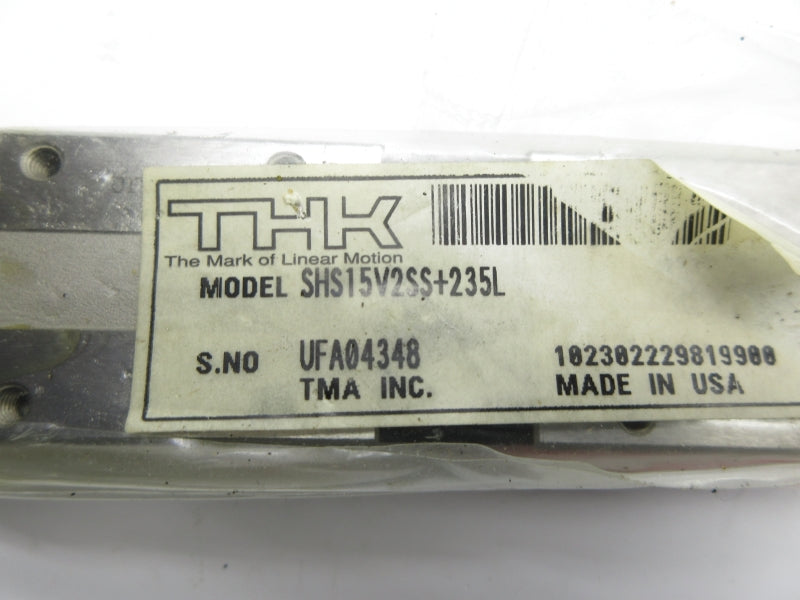 THK
The Mark of Linear Motion
MODEL SHS15V2SS+235L
S.NO UFA04348 102302229819900
TMA INC. MADE IN USA